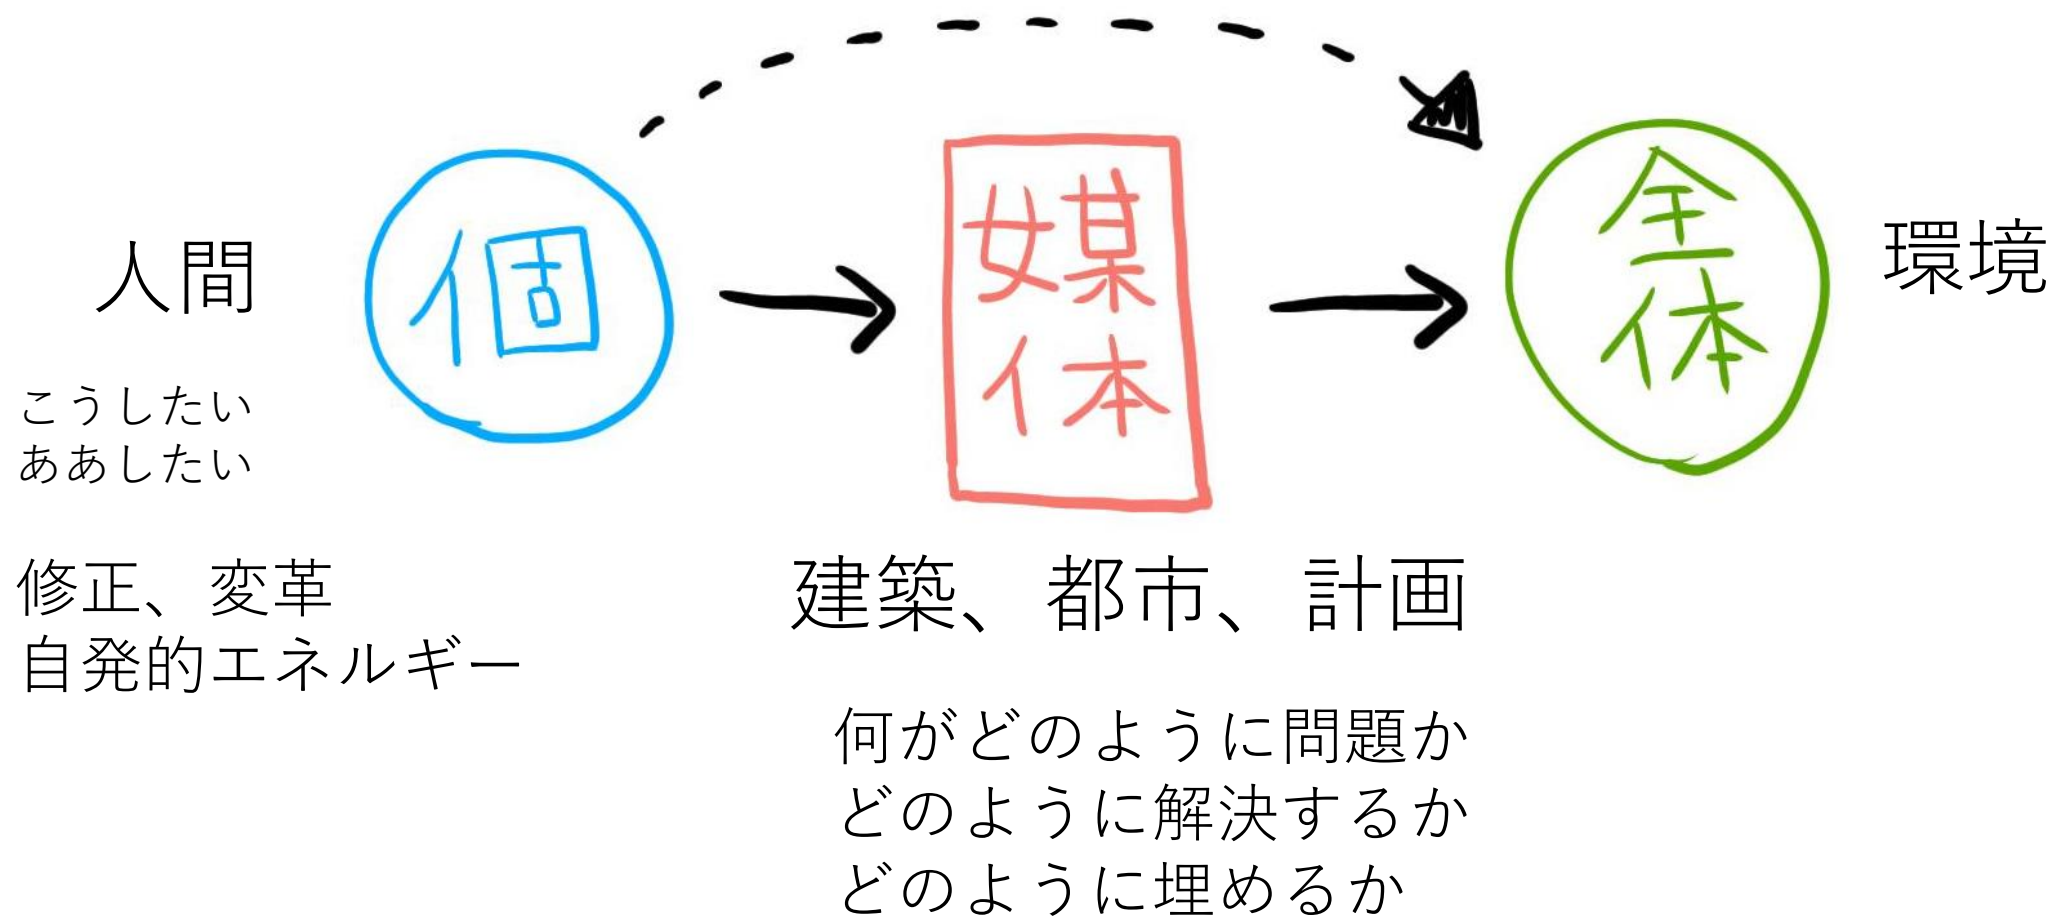 人間
個
媒
体
全
体
環境
こうしたい
ああしたい
修正、変革
自発的エネルギー
建築、都市、計画
何がどのように問題か
どのように解決するか
どのように埋めるか